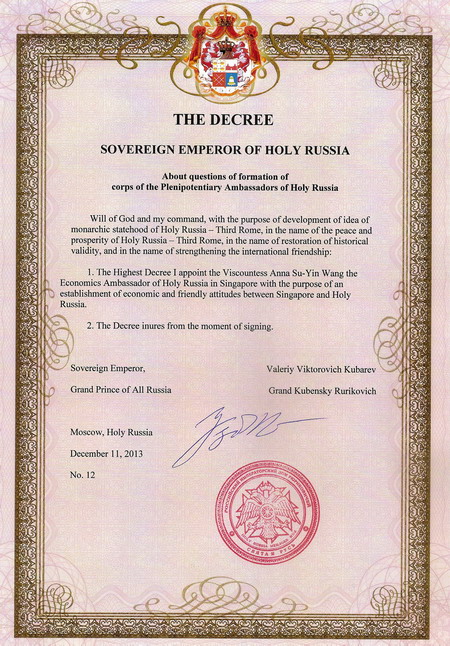 THE DECREE
SOVEREIGN EMPEROR OF HOLY RUSSIA
About questions of formation of
corps of the Plenipotentiary Ambassadors of Holy Russia
Will of God and my command, with the purpose of development of idea of
monarchic statehood of Holy Russia – Third Rome, in the name of the peace and
prosperity of Holy Russia – Third Rome, in the name of restoration of historical
validity, and in the name of strengthening the international friendship:
1. The Highest Decree I appoint the Viscountess Anna Su-Yin Wang the
Economics Ambassador of Holy Russia in Singapore with the purpose of an
establishment of economic and friendly attitudes between Singapore and Holy
Russia.
2. The Decree inures from the moment of signing.
Sovereign Emperor, Valeriy Viktorovich Kubarev
Grand Prince of All Russia Grand Kubensky Rurikovich
Moscow, Holy Russia
December 11, 2013
No. 12
СВЯТАЯ РУСЬ